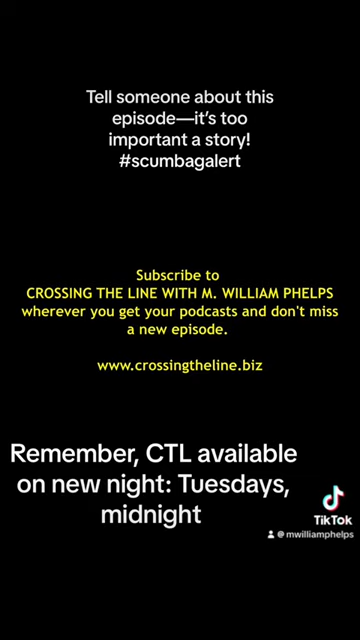 Tell someone about this
episode—it's too
important a story!
#scumbagalert
Subscribe to
CROSSING THE LINE WITH M. WILLIAM PHELPS
wherever you get your podcasts and don't miss
a new episode.
www.crossingtheline.biz
Remember, CTL available
on new night: Tuesdays,
midnight
TikTok
@mwilliamphelps